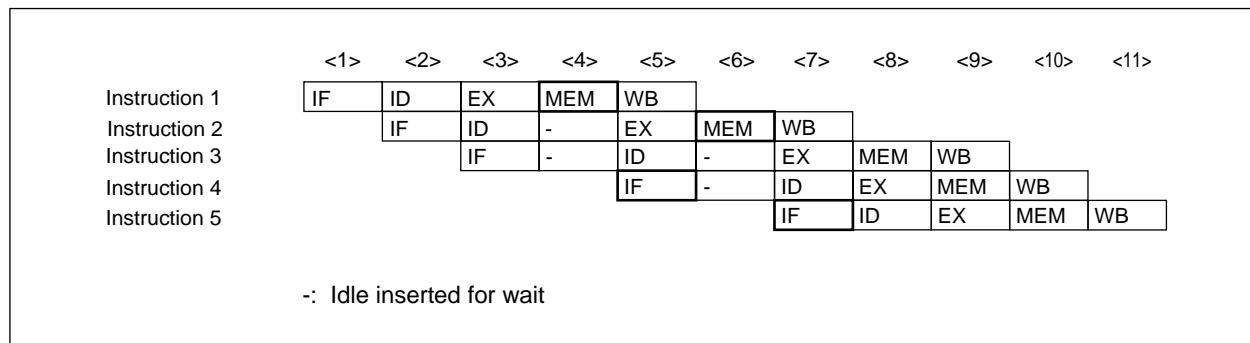 <1> <2> <3> <4> <5> <6> <7> <8> <9> <10> <11>
Instruction 1 IF ID EX MEM WB
Instruction 2 IF ID - EX MEM WB
Instruction 3 IF - ID - EX MEM WB
Instruction 4 IF - ID EX MEM WB
Instruction 5 IF ID EX MEM WB
-: Idle inserted for wait